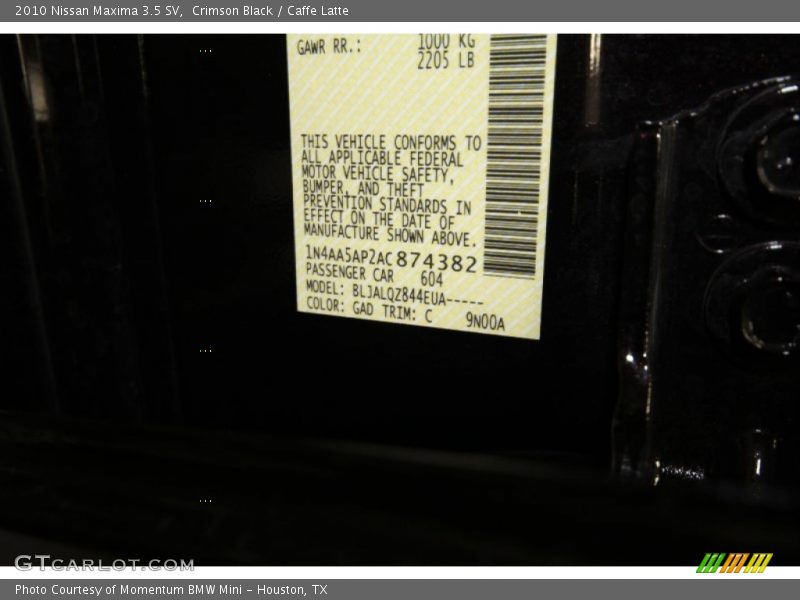 2010 Nissan Maxima 3.5 SV,  Crimson Black / Caffe Latte
GAWR RR.: 1000 KG
2205 LB
THIS VEHICLE CONFORMS TO
ALL APPLICABLE FEDERAL
MOTOR VEHICLE SAFETY,
BUMPER, AND THEFT
PREVENTION STANDARDS IN
EFFECT ON THE DATE OF
MANUFACTURE SHOWN ABOVE.
1N4AA5AP2AC874382
PASSENGER CAR 604
MODEL: BLJALQZ844EUA-----
COLOR: GAD TRIM: C 9N00A
GTCARLOT.COM
Photo Courtesy of Momentum BMW Mini - Houston, TX